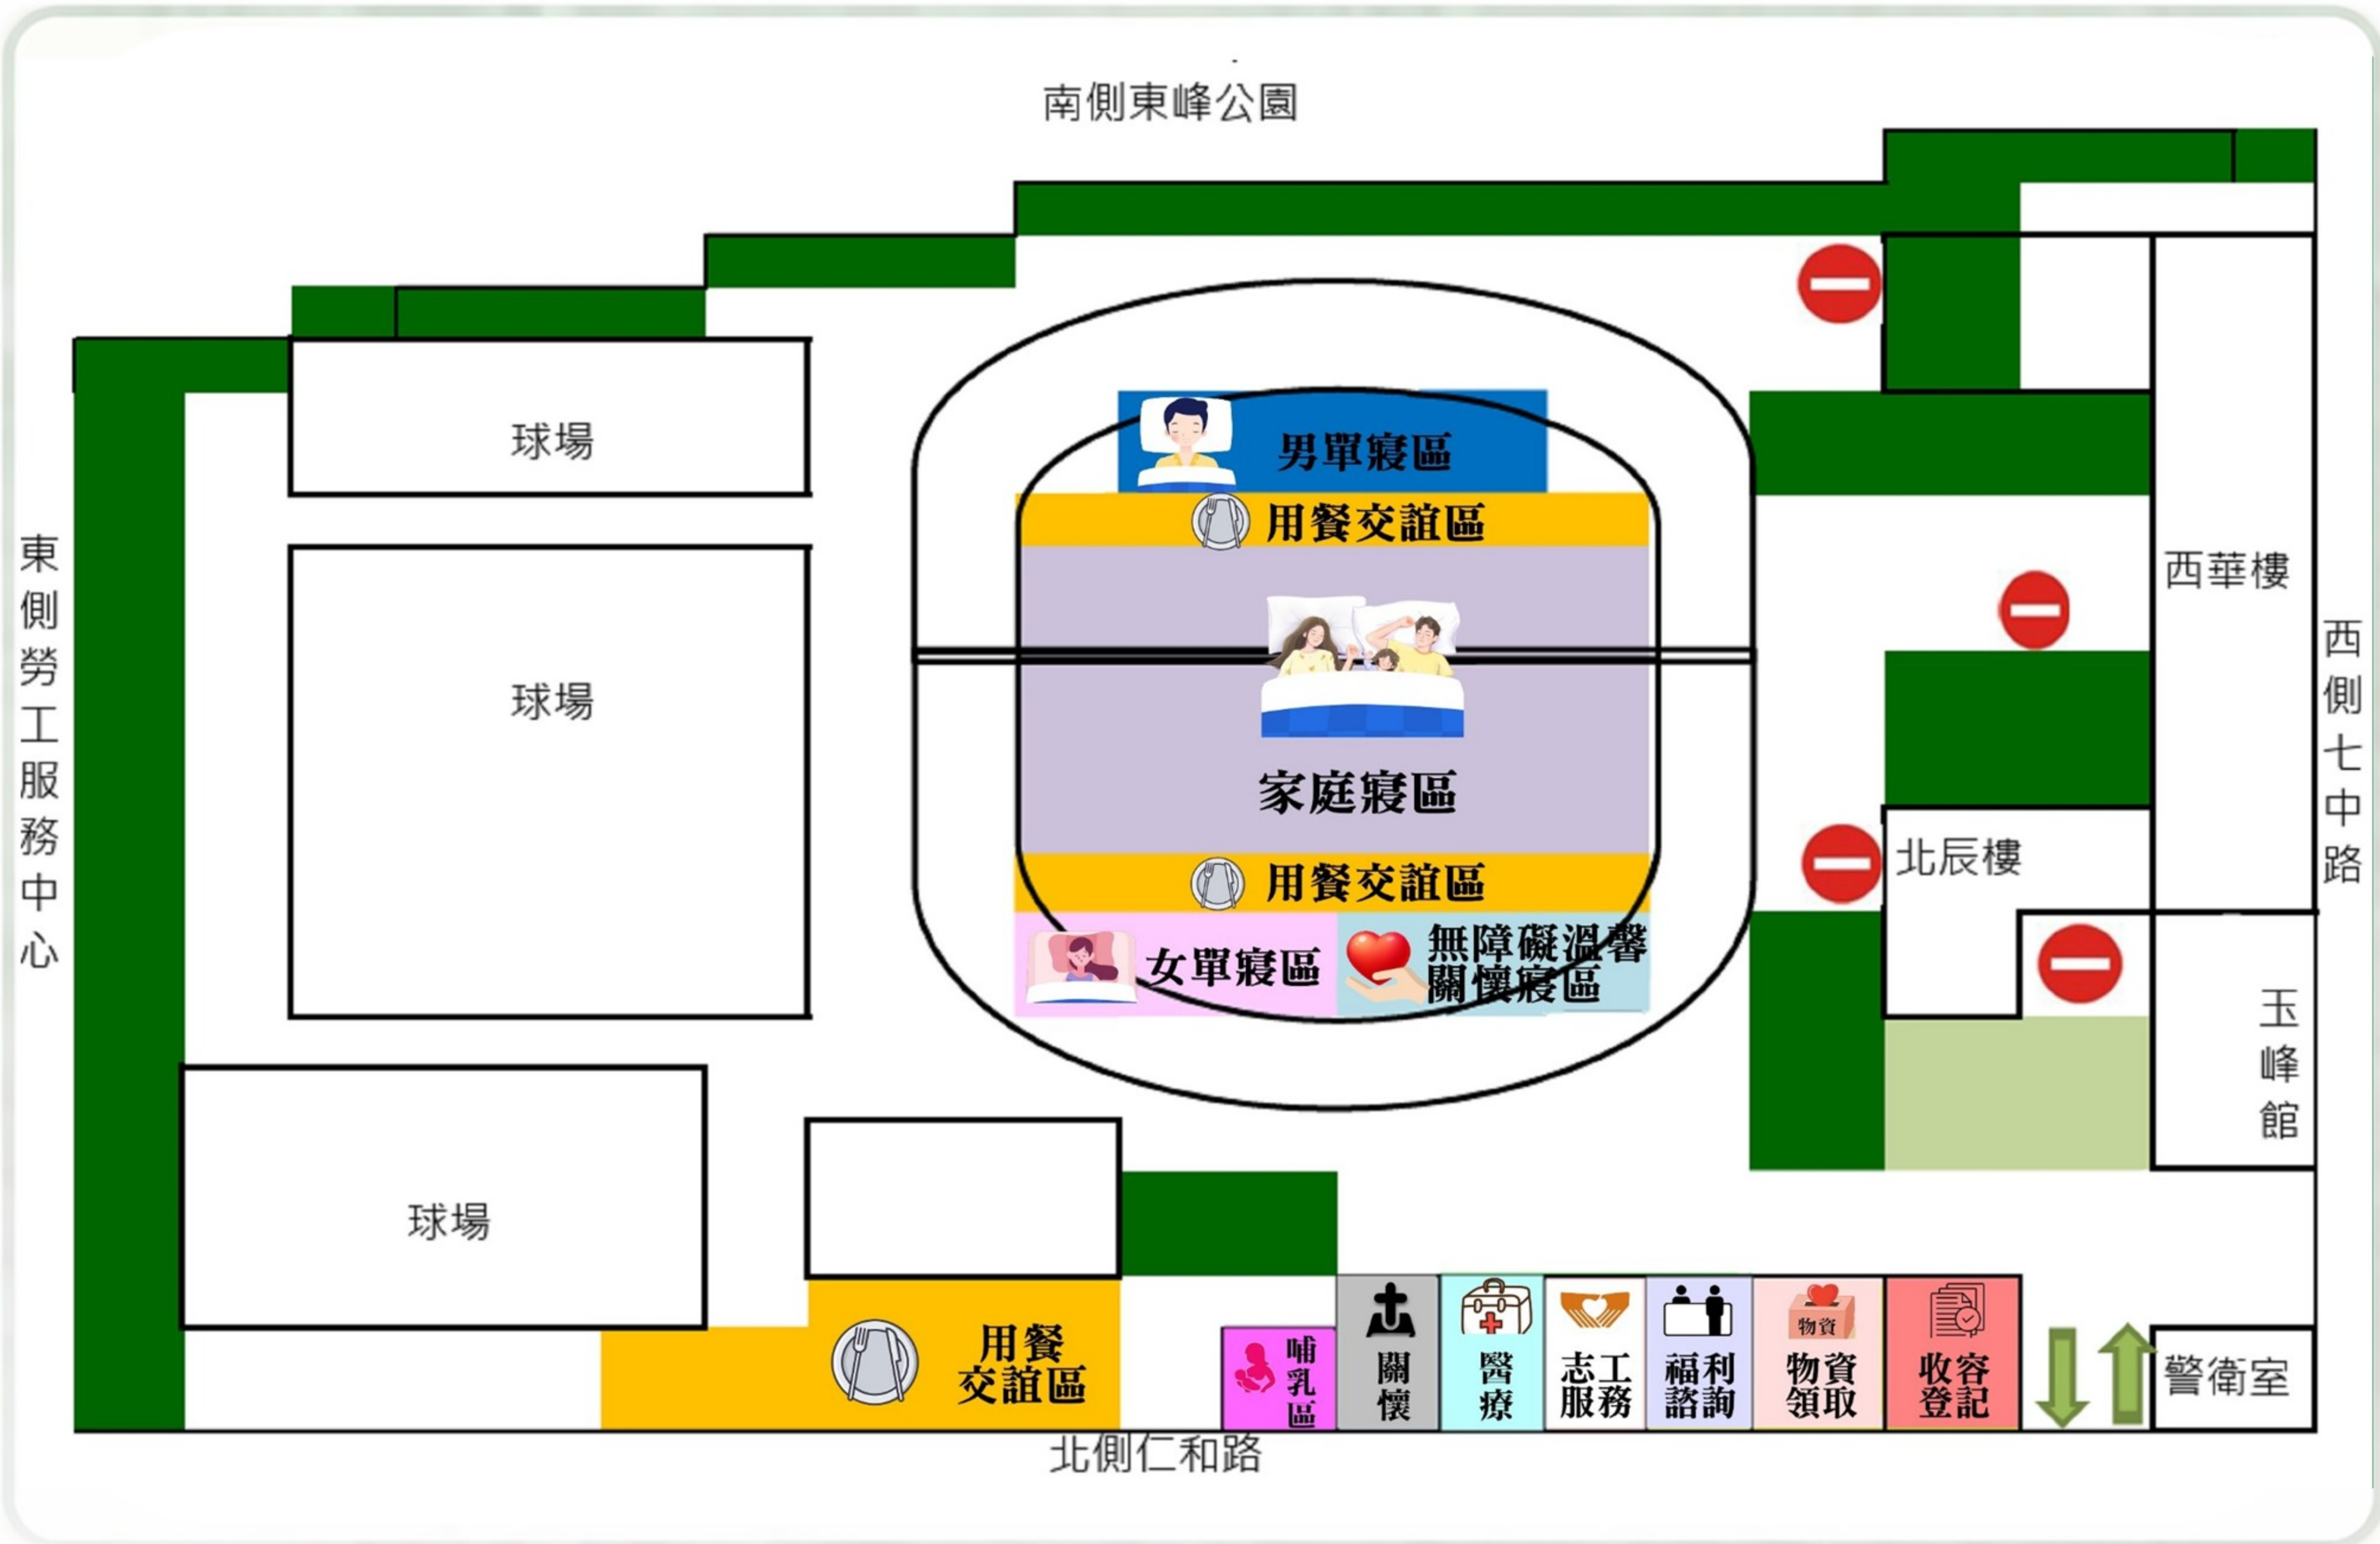 南側東峰公園
球場
男單寢區
用餐交誼區
東側勞工服務中心
西華樓
球場
西側七中路
家庭寢區
北辰樓
用餐交誼區
女單寢區
無障礙溫馨
關懷寢區
玉峰館
球場
用餐
交誼區
哺乳區
關懷
醫療
志工
服務
福利
諮詢
物資
物資
領取
收容
登記
警衛室
北側仁和路